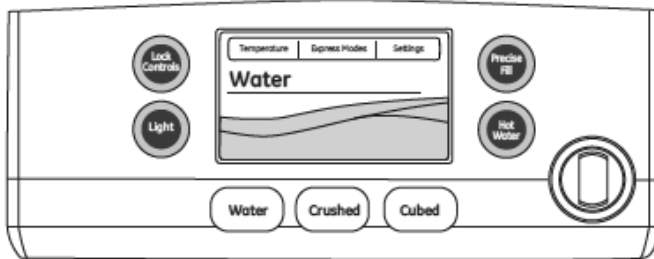 Lock
Controls
Light
Temperature
Express Modes
Settings
Water
Precise
Fill
Hot
Water
Water
Crushed
Cubed